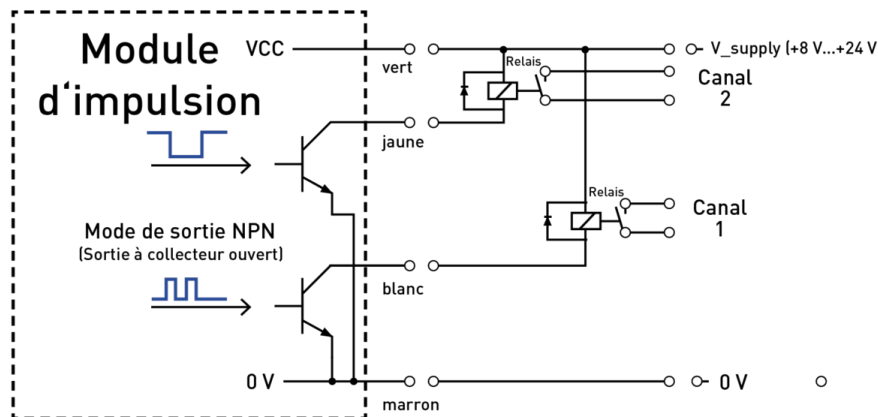 Module
d'impulsion
VCC
vert
V_supply (+8 V...+24 V
Relais
Canal
2
jaune
Relais
Canal
1
Mode de sortie NPN
(Sortie à collecteur ouvert)
blanc
0 V
0 V
marron